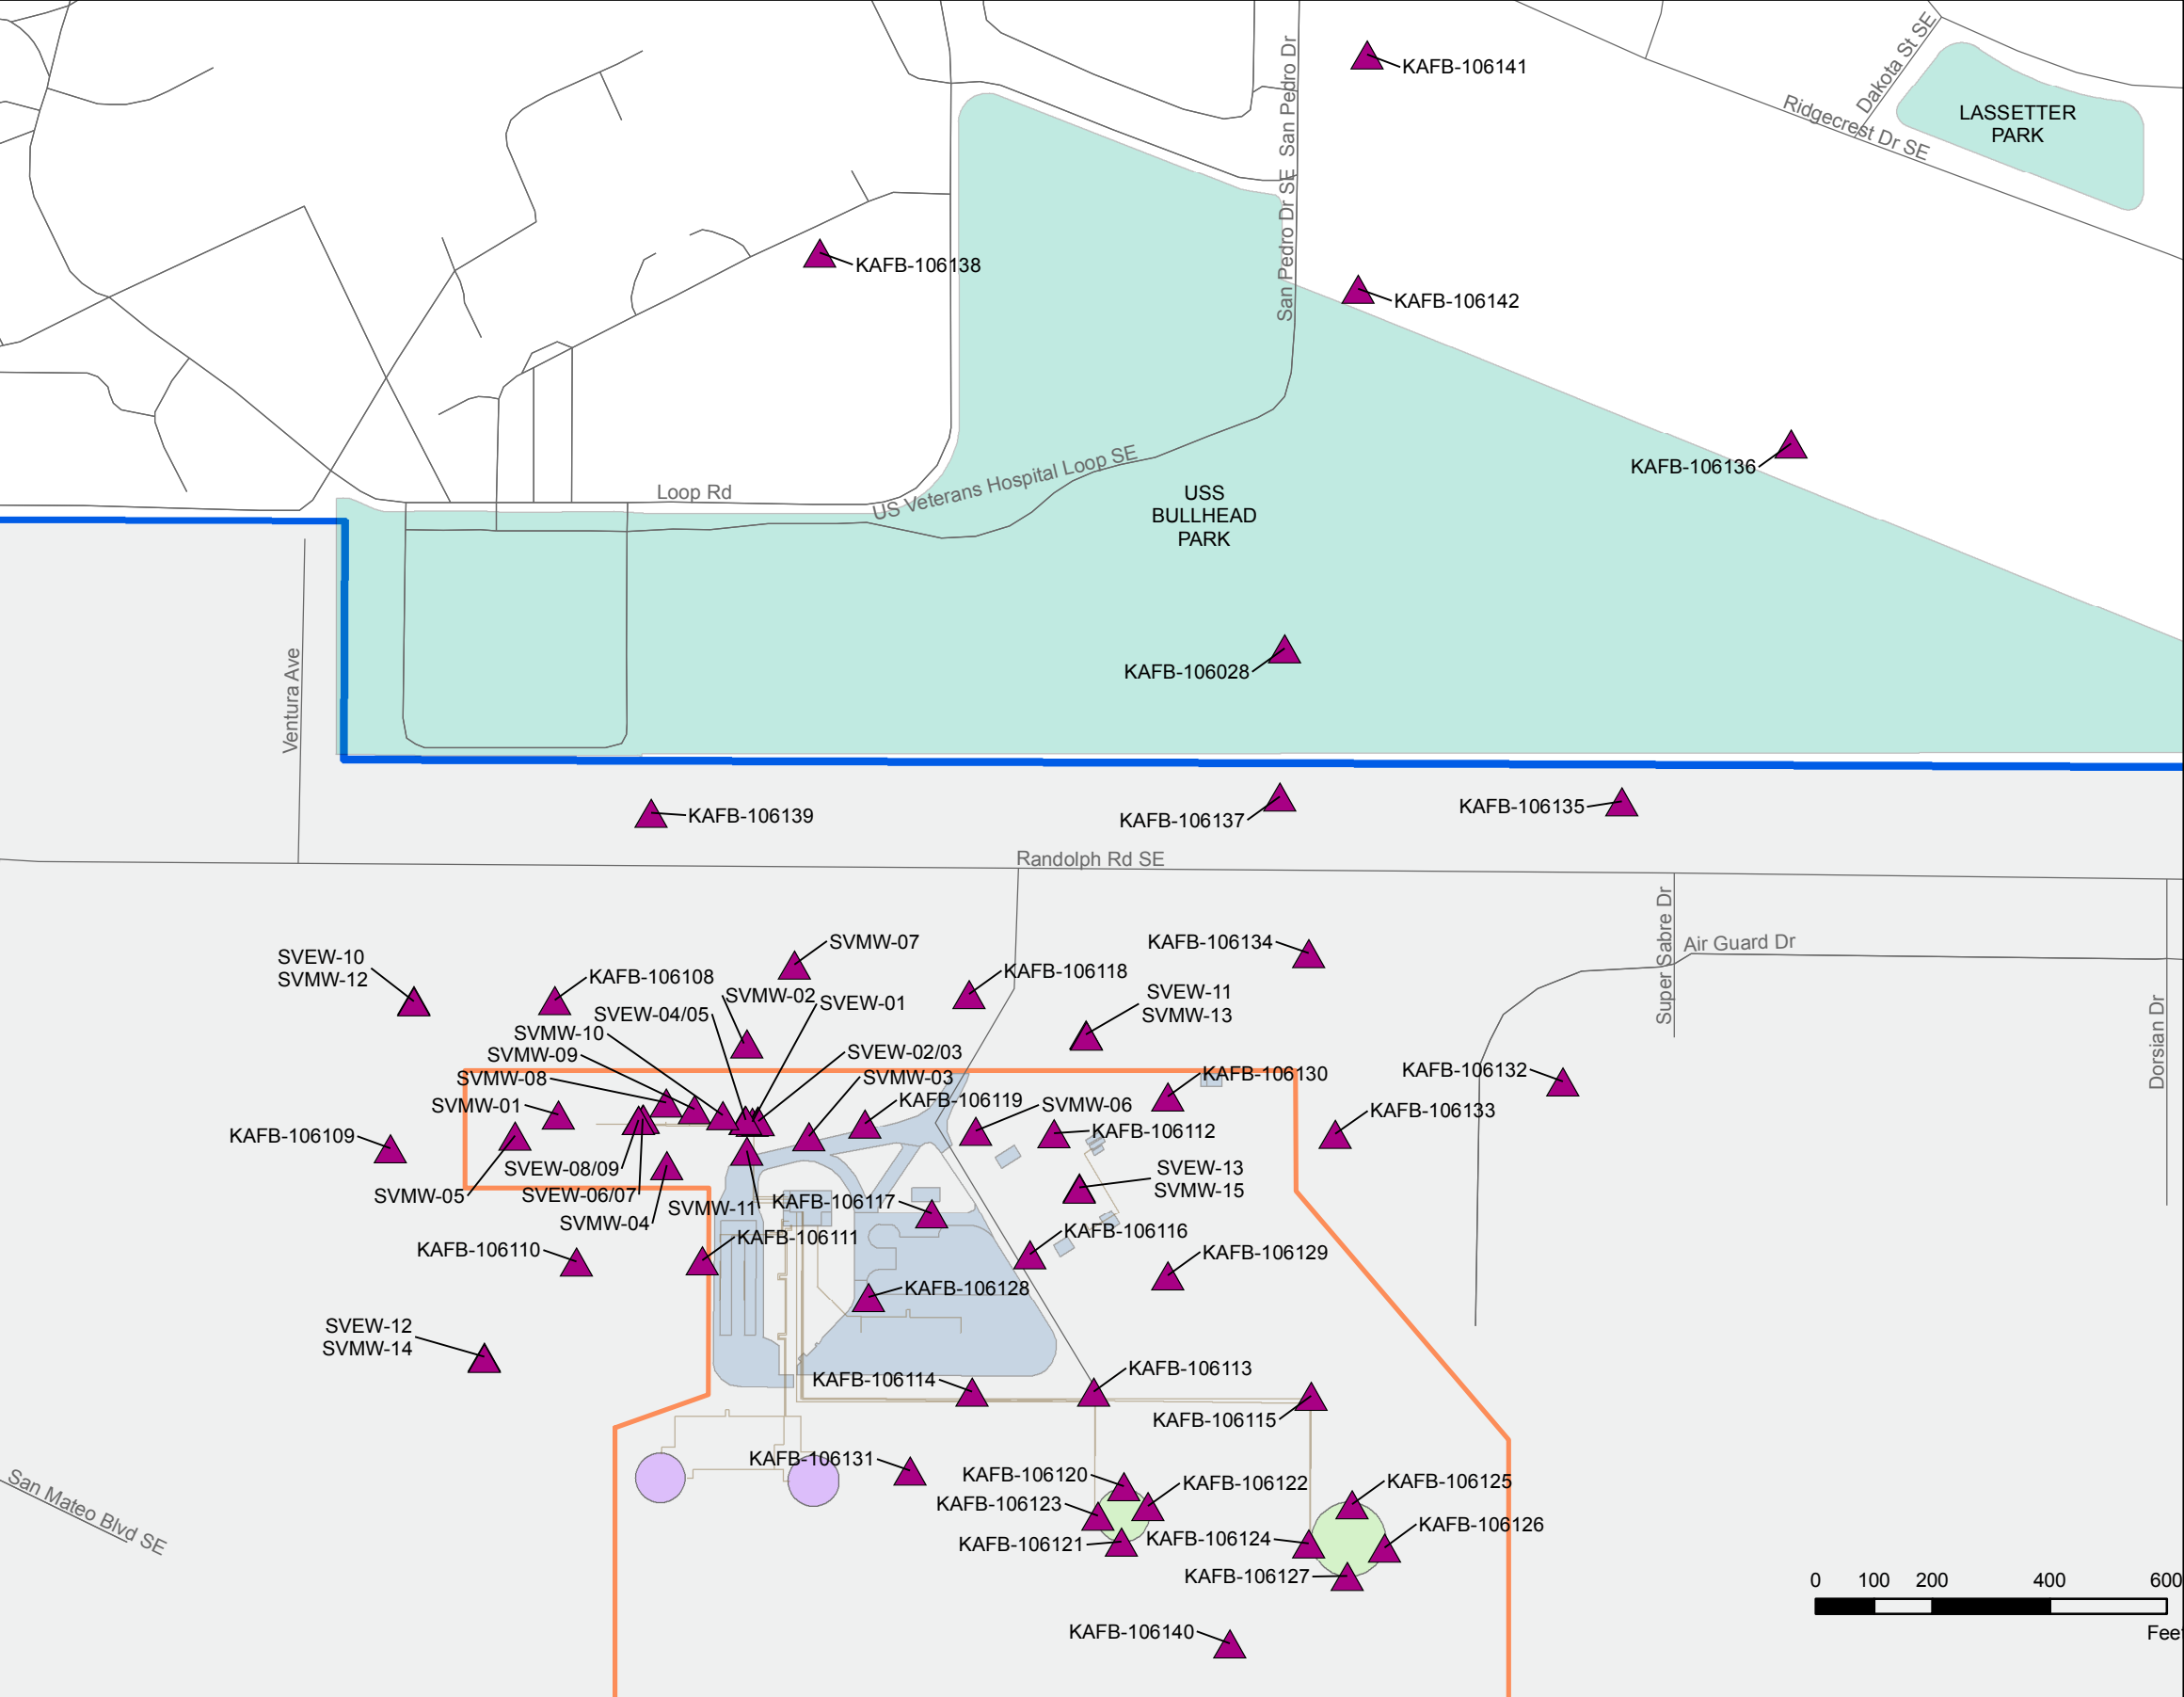 San Pedro Dr
KAFB-106141
Dakota St SE
LASSETTER
PARK
Ridgecrest Dr SE
San Pedro Dr SE
KAFB-106138
KAFB-106142
KAFB-106136
US Veterans Hospital Loop SE
Loop Rd
USS
BULLHEAD
PARK
Ventura Ave
KAFB-106028
KAFB-106139
KAFB-106137
KAFB-106135
Randolph Rd SE
Super Sabre Dr
Air Guard Dr
Dorsian Dr
SVEW-10
SVMW-12
SVMW-07
KAFB-106134
KAFB-106108
KAFB-106118
SVMW-02
SVEW-01
SVEW-11
SVMW-13
SVEW-04/05
SVMW-10
SVMW-09
SVEW-02/03
SVMW-08
SVMW-03
KAFB-106130
KAFB-106132
SVMW-01
KAFB-106119
SVMW-06
KAFB-106133
KAFB-106109
KAFB-106112
SVEW-08/09
SVEW-13
SVMW-15
SVMW-05
SVEW-06/07
SVMW-11
KAFB-106117
SVMW-04
KAFB-106111
KAFB-106116
KAFB-106110
KAFB-106129
KAFB-106128
SVEW-12
SVMW-14
KAFB-106114
KAFB-106113
KAFB-106115
KAFB-106131
San Mateo Blvd SE
KAFB-106120
KAFB-106122
KAFB-106125
KAFB-106123
KAFB-106126
KAFB-106121
KAFB-106124
KAFB-106127
0 100 200 400 600
Fee
KAFB-106140